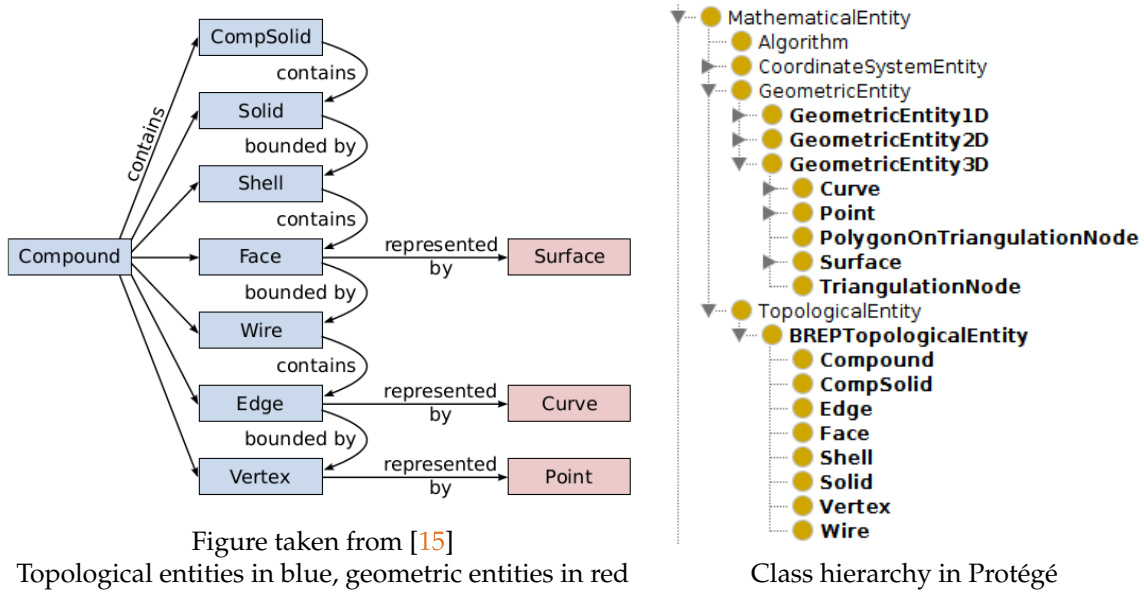 CompSolid
contains
contains
Solid
bounded by
Shell
contains
Compound
Face
represented
by
Surface
bounded by
Wire
contains
Edge
represented
by
Curve
bounded by
Vertex
represented
by
Point
Figure taken from [15]
Topological entities in blue, geometric entities in red
MathematicalEntity
Algorithm
CoordinateSystemEntity
GeometricEntity
GeometricEntity1D
GeometricEntity2D
GeometricEntity3D
Curve
Point
PolygonOnTriangulationNode
Surface
TriangulationNode
TopologicalEntity
BREPTopologicalEntity
Compound
CompSolid
Edge
Face
Shell
Solid
Vertex
Wire
Class hierarchy in Protégé